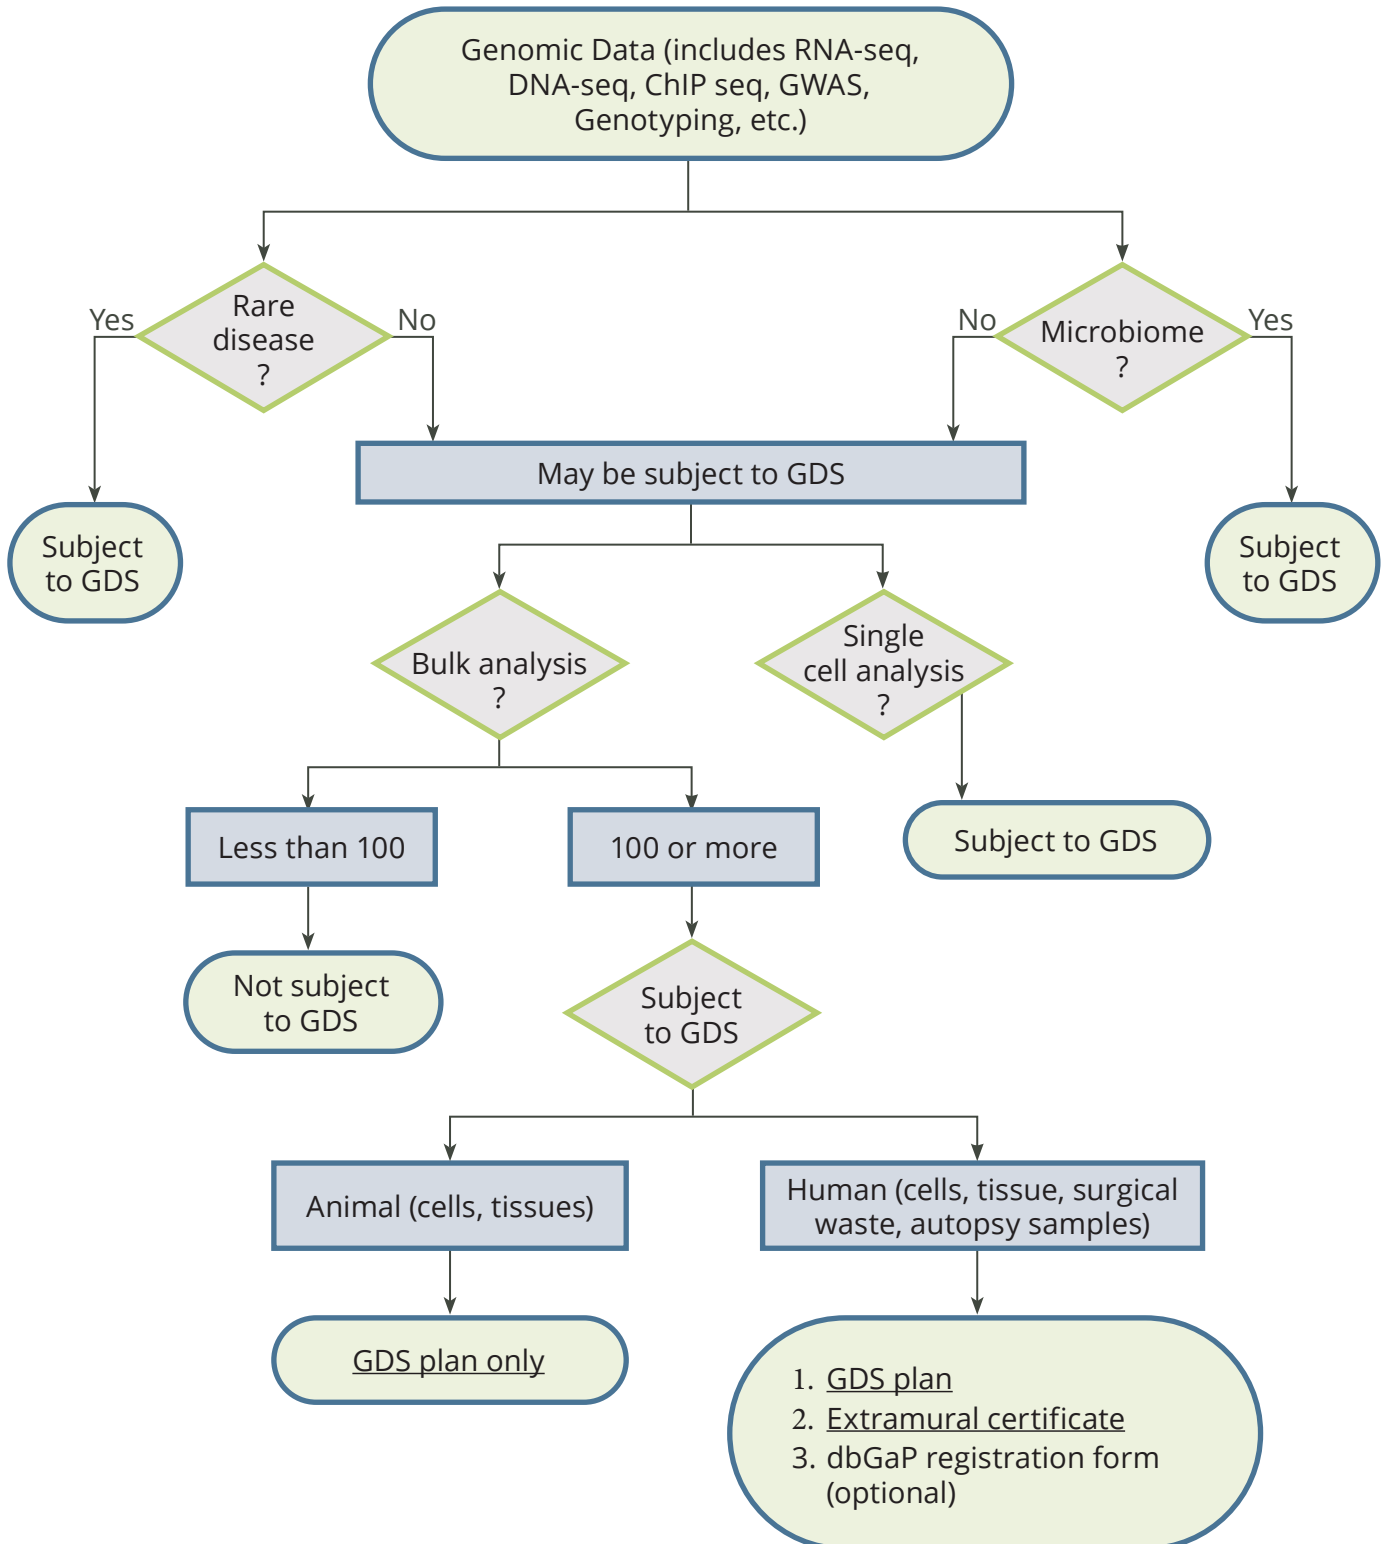 Genomic Data (includes RNA-seq,
DNA-seq, ChIP seq, GWAS,
Genotyping, etc.)
Yes
Rare
disease
?
No
No
Microbiome
?
Yes
May be subject to GDS
Subject
to GDS
Subject
to GDS
Bulk analysis
?
Single
cell analysis
?
Less than 100
100 or more
Subject to GDS
Not subject
to GDS
Subject
to GDS
Animal (cells, tissues)
Human (cells, tissue, surgical
waste, autopsy samples)
GDS plan only
1. GDS plan
2. Extramural certificate
3. dbGaP registration form
(optional)